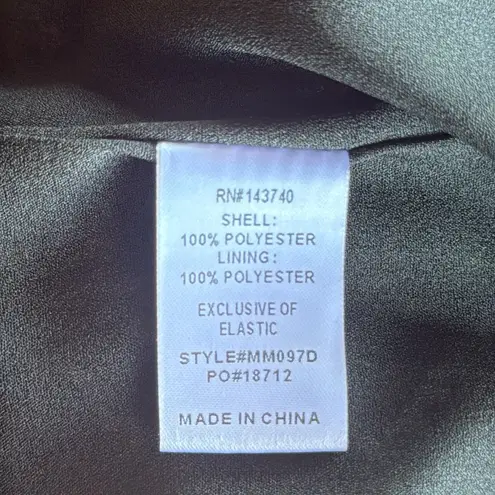 RN#143740
SHELL:
100% POLYESTER
LINING:
100% POLYESTER
EXCLUSIVE OF
ELASTIC
STYLE#MM097D
PO#18712
MADE IN CHINA